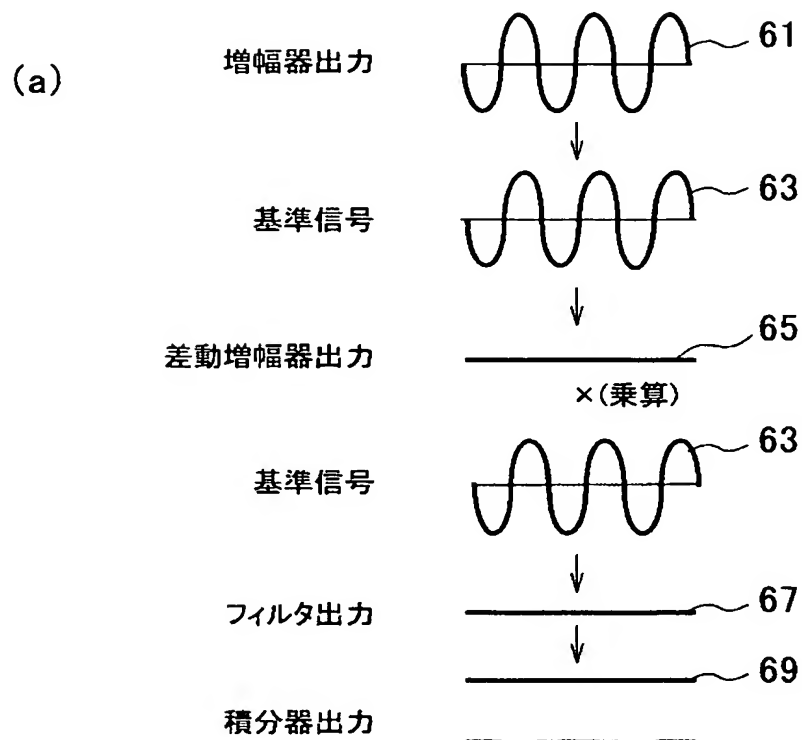 (a)
増幅器出力
61
基準信号
63
差動増幅器出力
65
×(乗算)
基準信号
63
フィルタ出力
67
69
積分器出力